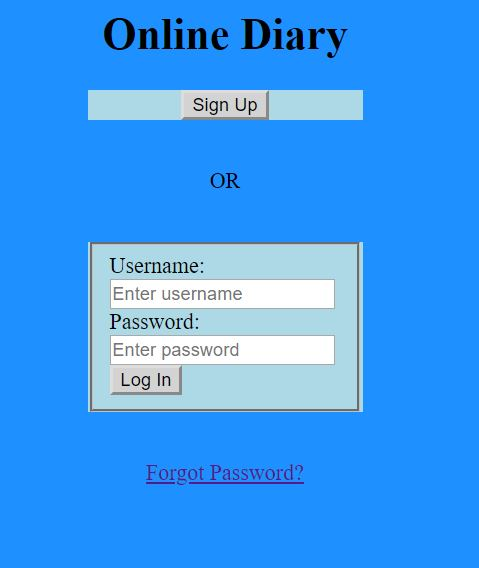 Online Diary
Sign Up
OR
Username:
Enter username
Password:
Enter password
Log In
Forgot Password?